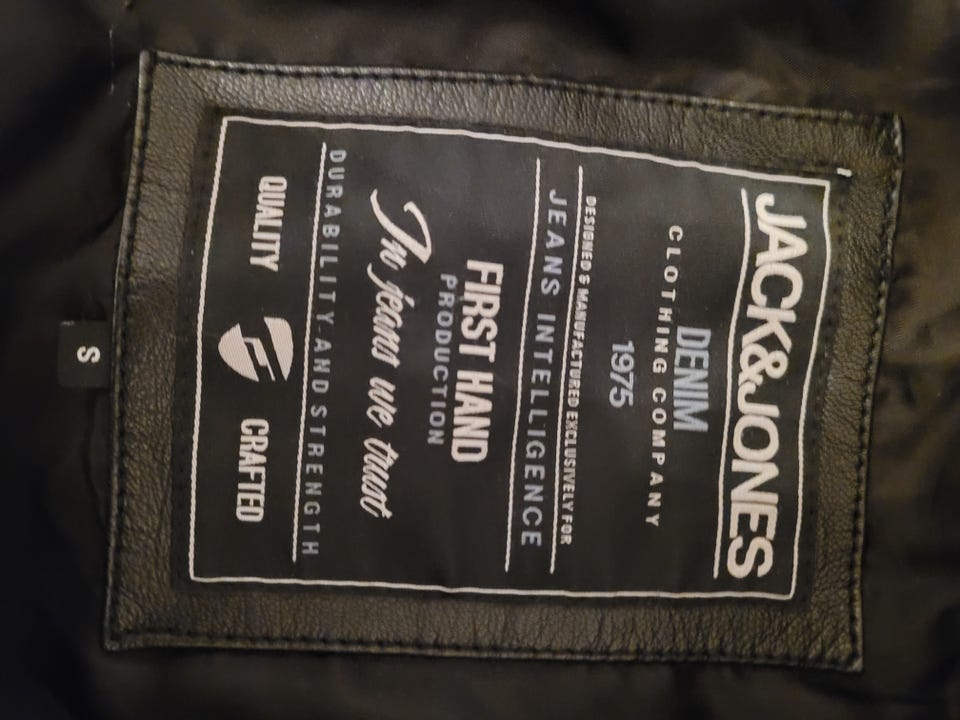 JACK&JONES
DENIM
CLOTHING COMPANY
1975
DESIGNED & MANUFACTURED EXCLUSIVELY FOR
JEANS INTELLIGENCE
FIRST HAND
PRODUCTION
In jeans we trust
DURABILITY AND STRENGTH
QUALITY CRAFTED
S